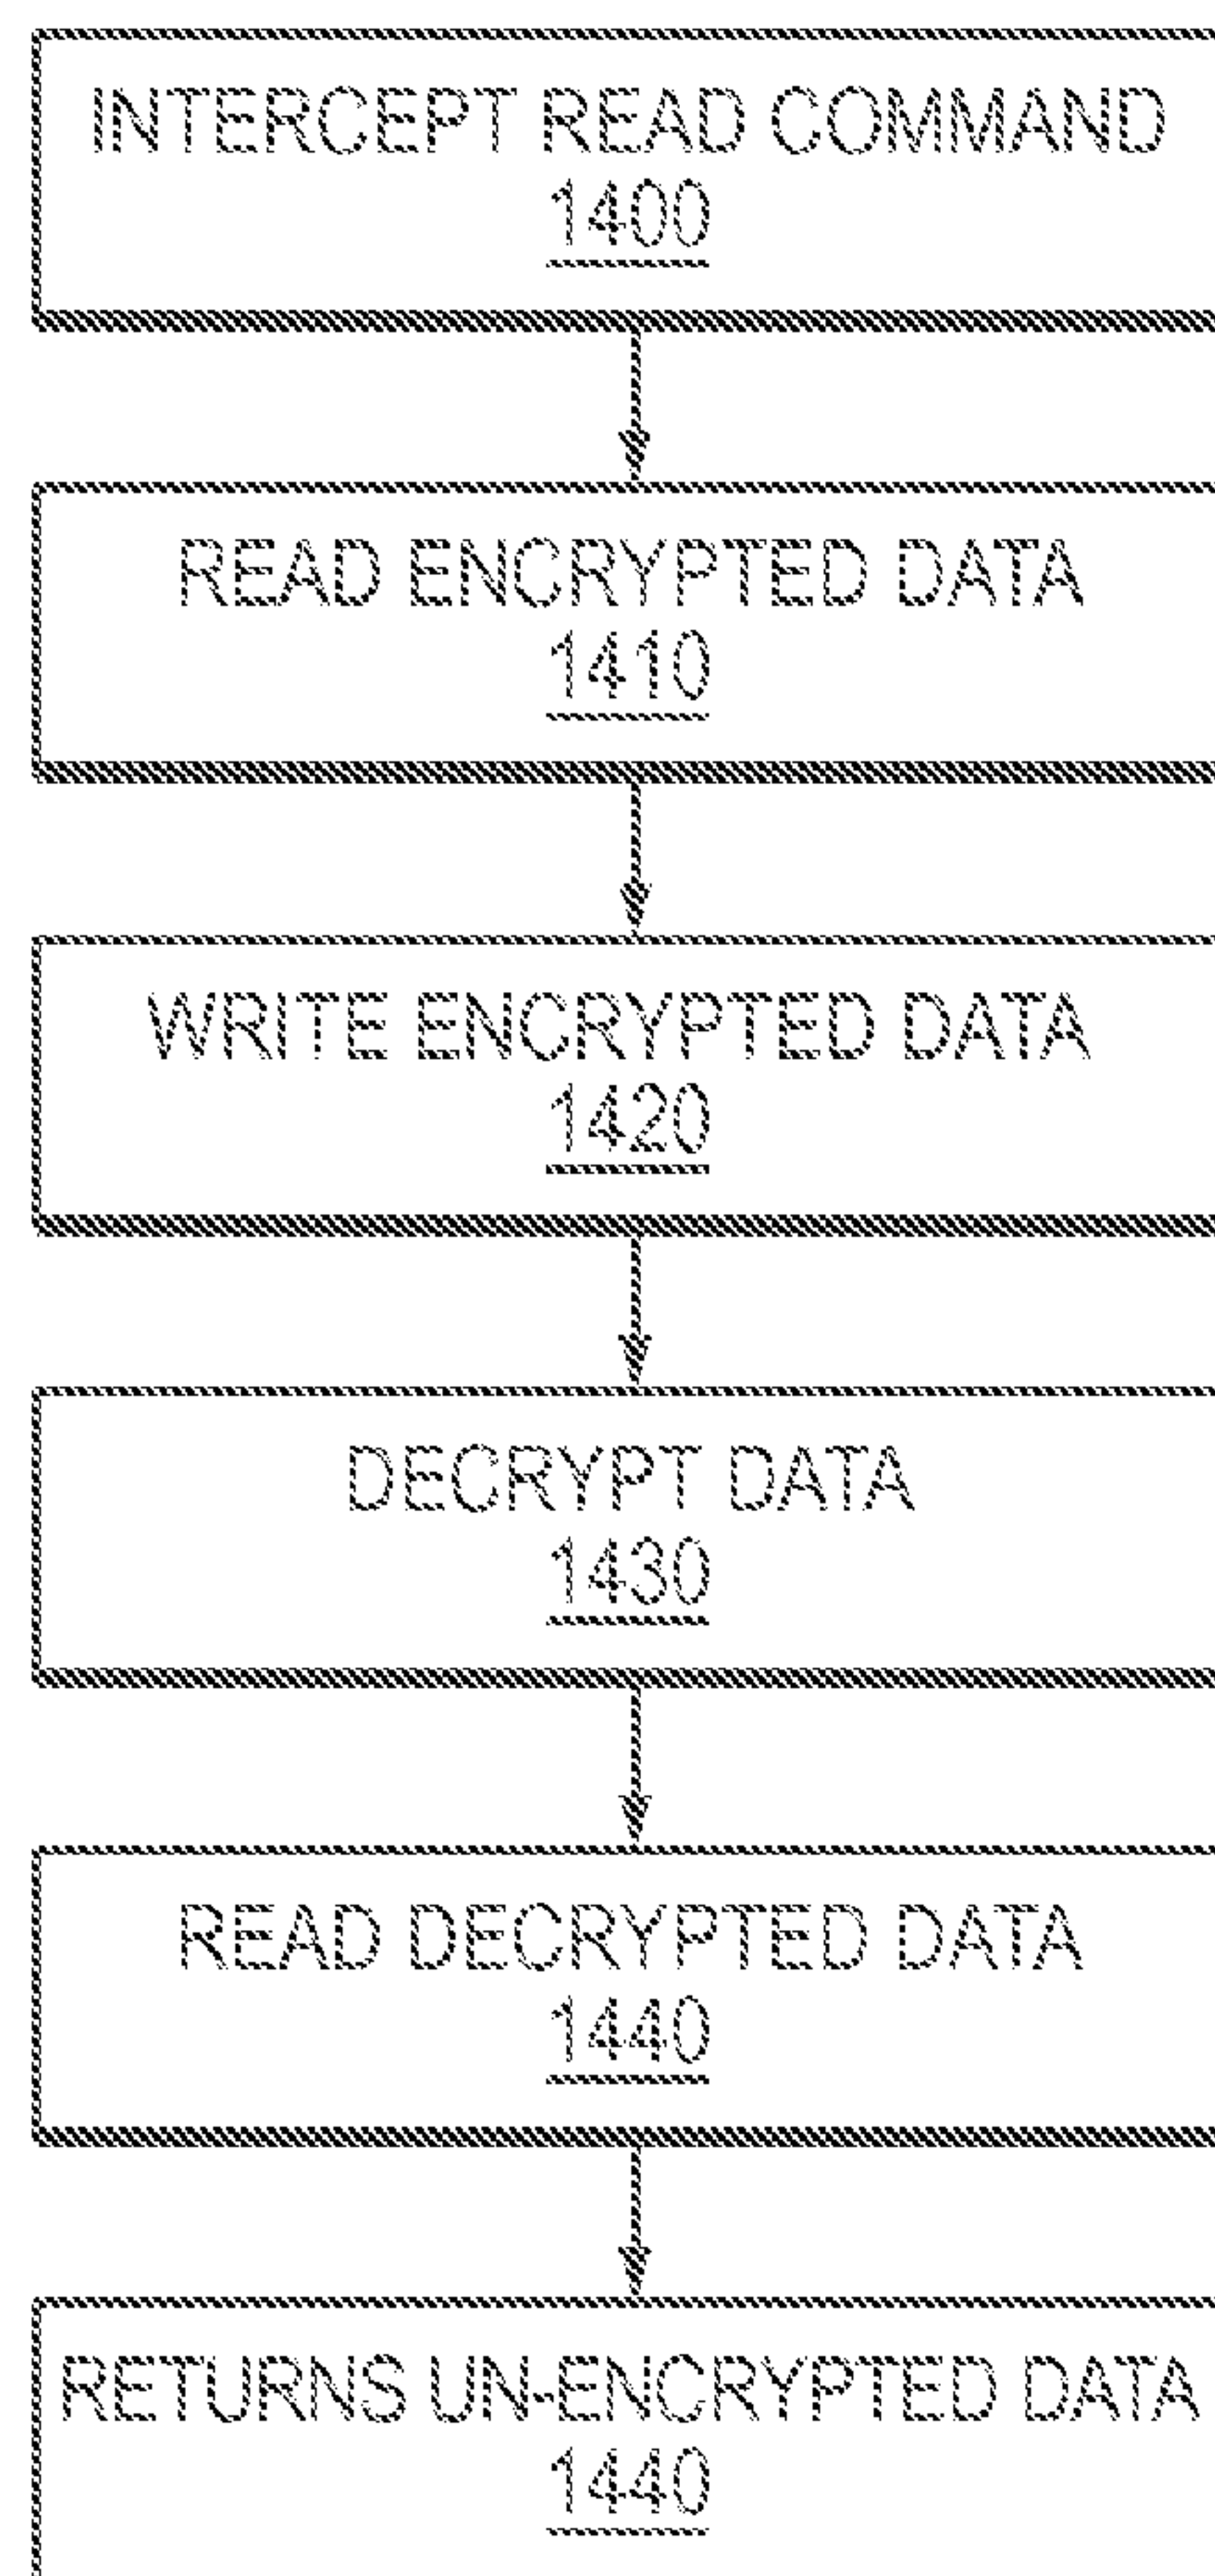 INTERCEPT READ COMMAND
1400
READ ENCRYPTED DATA
1410
WRITE ENCRYPTED DATA
1420
DECRYPT DATA
1430
READ DECRYPTED DATA
1440
RETURNS UN-ENCRYPTED DATA
1440